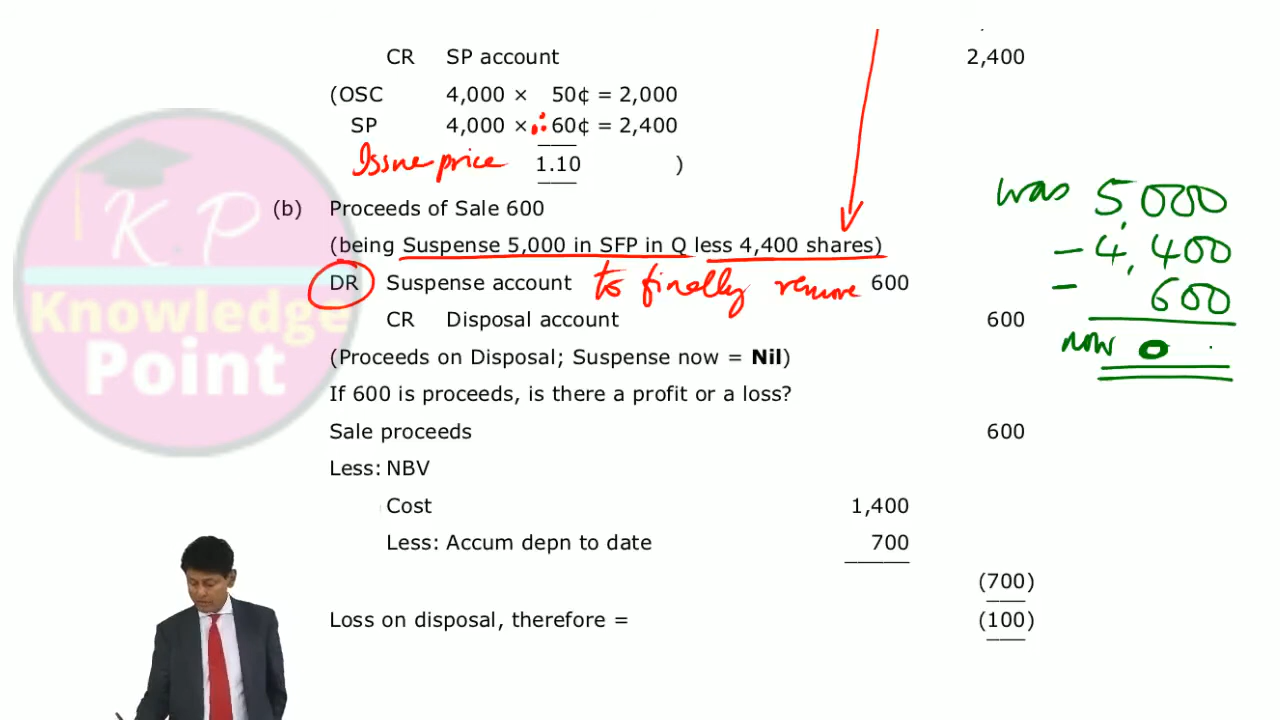 CR SP account 2,400
(OSC 4,000 × 50¢ = 2,000
SP 4,000 × 60¢ = 2,400
Issue price 1.10 )
(b) Proceeds of Sale 600
(being Suspense 5,000 in SFP in Q less 4,400 shares)
DR Suspense account to finally remove 600
CR Disposal account 600
(Proceeds on Disposal; Suspense now = Nil)
If 600 is proceeds, is there a profit or a loss?
Sale proceeds 600
Less: NBV
Cost 1,400
Less: Accum depn to date 700
(700)
Loss on disposal, therefore = (100)
was 5,000
- 4,400
- 600
now 0
K P
Knowledge
Point